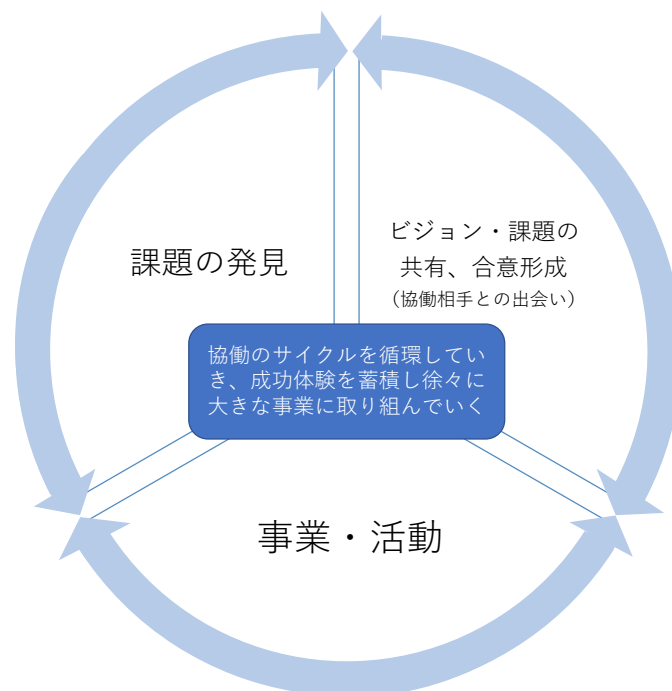 課題の発見
ビジョン・課題の
共有、合意形成
（協働相手との出会い）
協働のサイクルを循環してい
き、成功体験を蓄積し徐々に
大きな事業に取り組んでいく
事業・活動